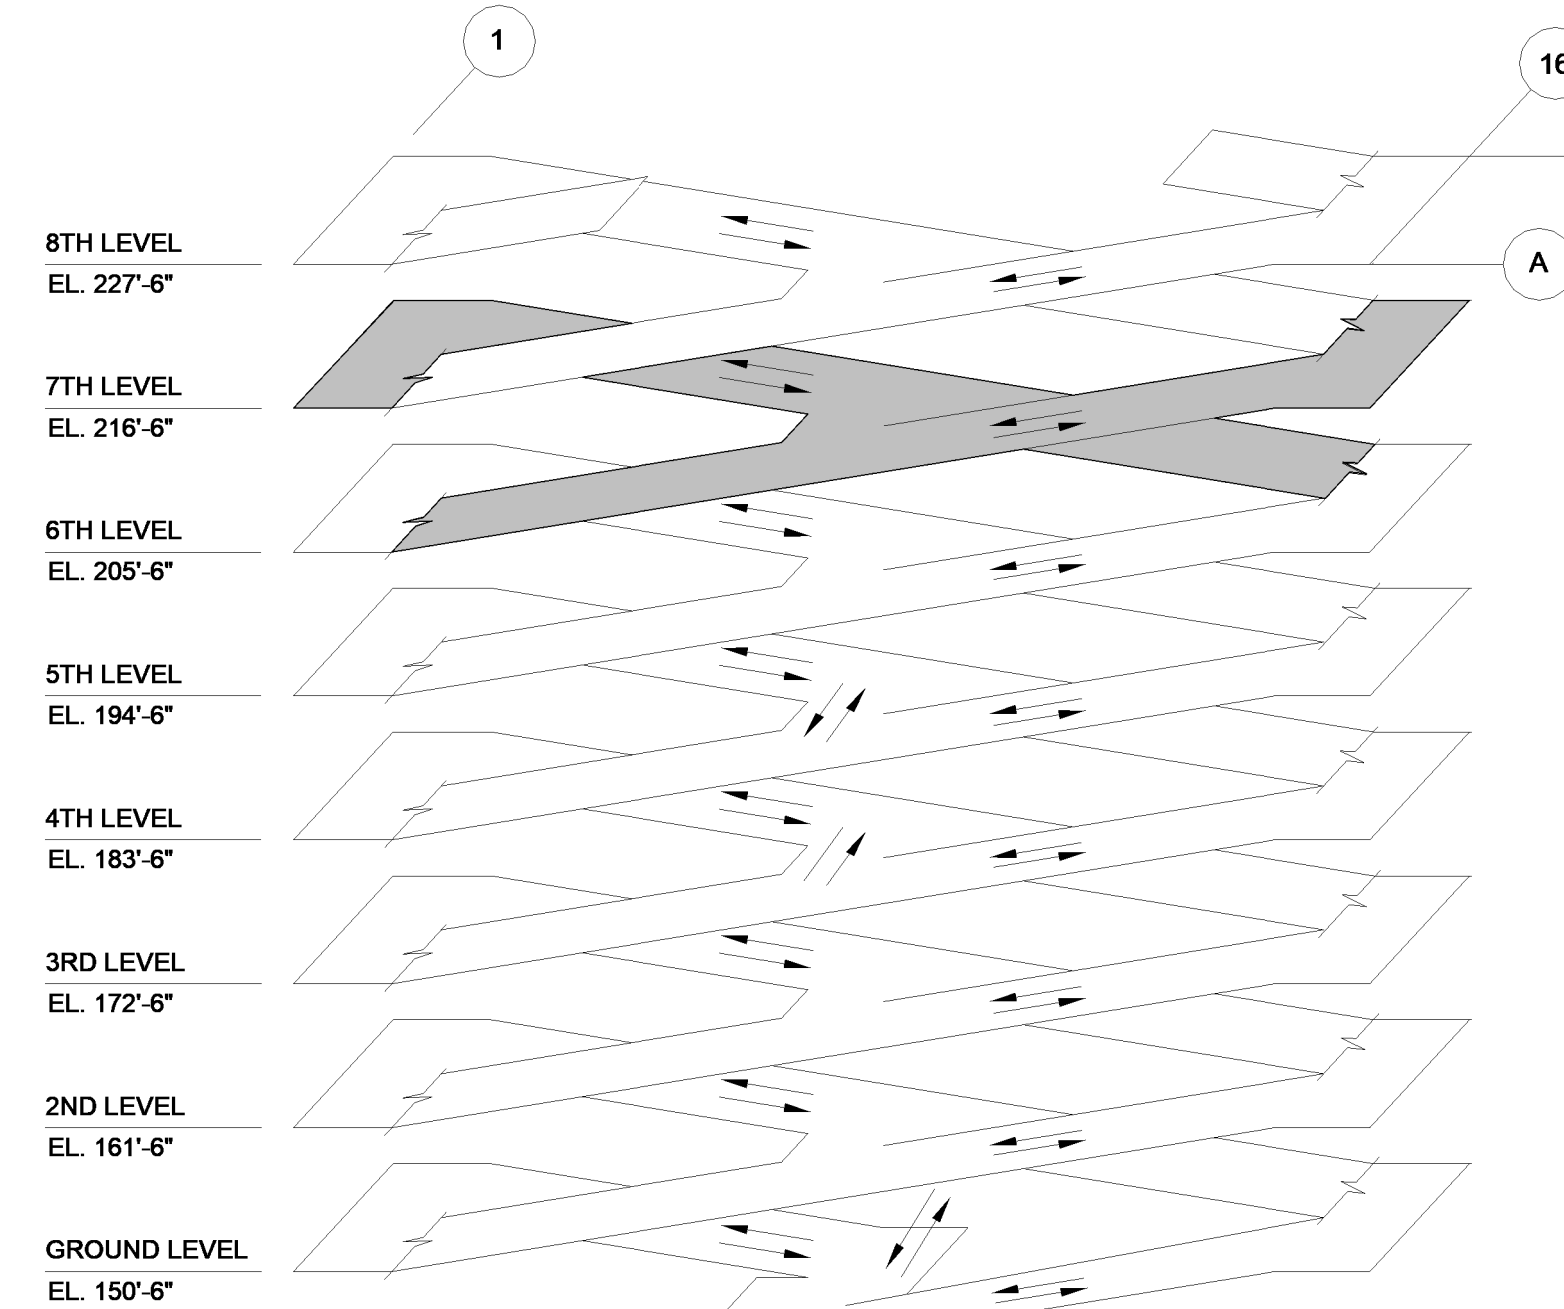 1
16
8TH LEVEL
EL. 227'-6"
A
7TH LEVEL
EL. 216'-6"
6TH LEVEL
EL. 205'-6"
5TH LEVEL
EL. 194'-6"
4TH LEVEL
EL. 183'-6"
3RD LEVEL
EL. 172'-6"
2ND LEVEL
EL. 161'-6"
GROUND LEVEL
EL. 150'-6"